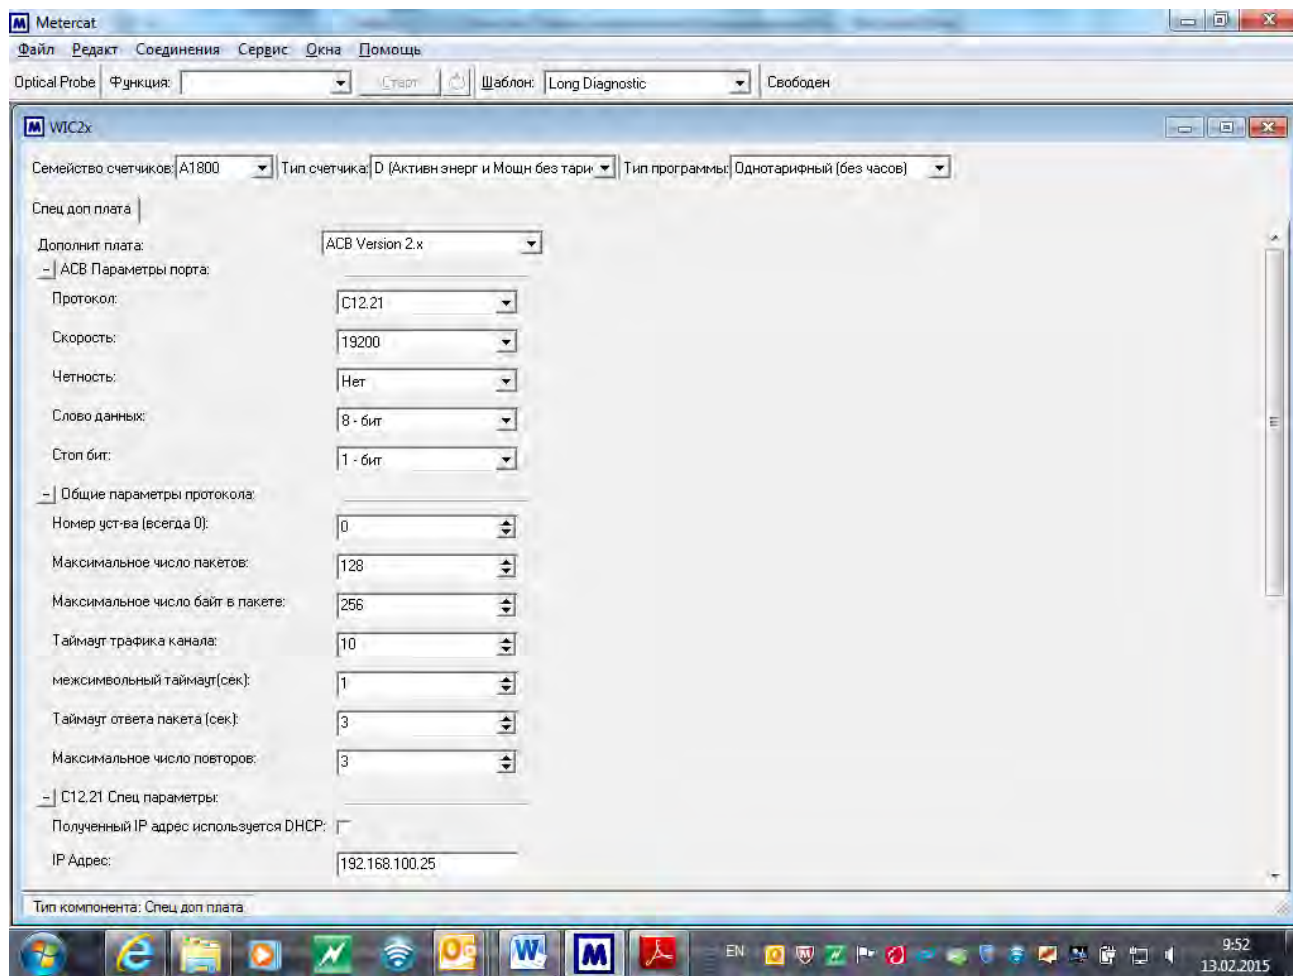 Metercat
Файл Редакт Соединения Сервис Окна Помощь
Optical Probe Функция: Старт Шаблон: Long Diagnostic Свободен
WIC2x
Семейство счетчиков: A1800 Тип счетчика: D (Активн энерг и Мощн без тари Тип программы: Однотарифный (без часов)
Спец доп плата
Дополнит плата: ACB Version 2.x
ACB Параметры порта:
Протокол: C12.21
Скорость: 19200
Четность: Нет
Слово данных: 8 - бит
Стоп бит: 1 - бит
Общие параметры протокола:
Номер уст-ва (всегда 0): 0
Максимальное число пакетов: 128
Максимальное число байт в пакете: 256
Таймаут трафика канала: 10
межсимвольный таймаут(сек): 1
Таймаут ответа пакета (сек): 3
Максимальное число повторов: 3
C12.21 Спец параметры:
Полученный IP адрес используется DHCP:
IP Адрес: 192.168.100.25
Тип компонента: Спец доп плата
EN 9:52
13.02.2015